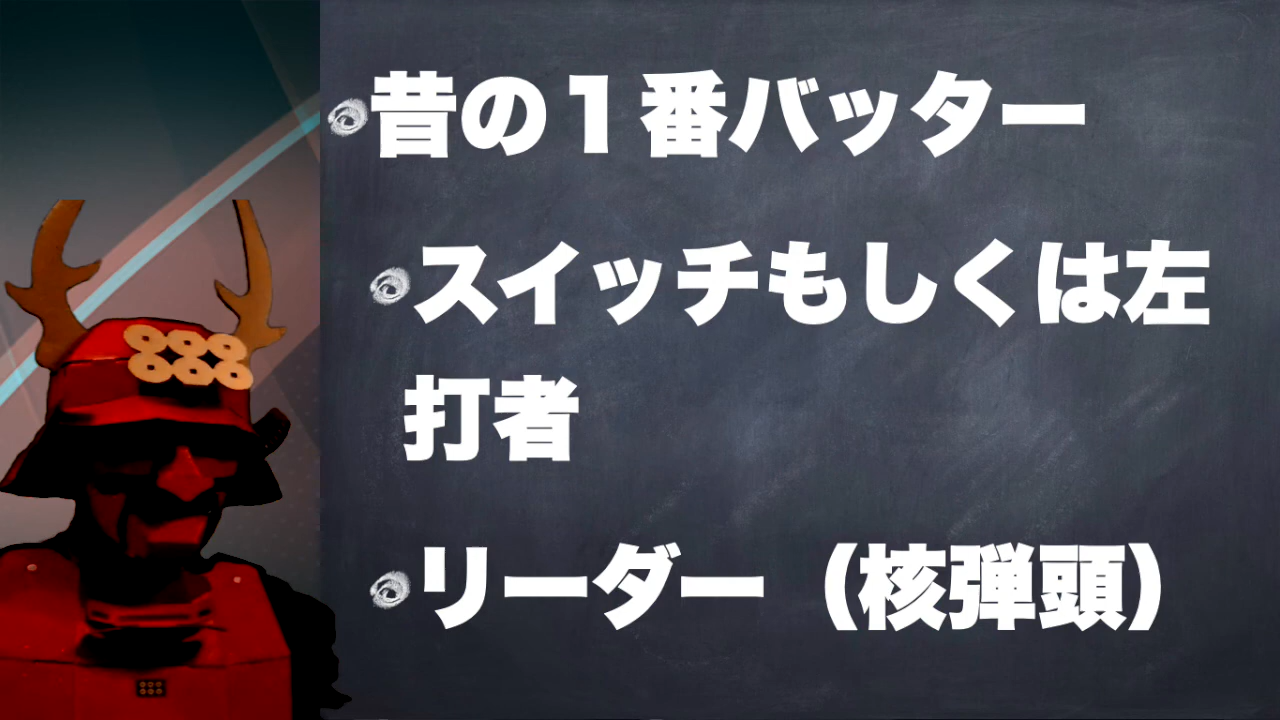 昔の１番バッター
スイッチもしくは左
打者
リーダー（核弾頭）